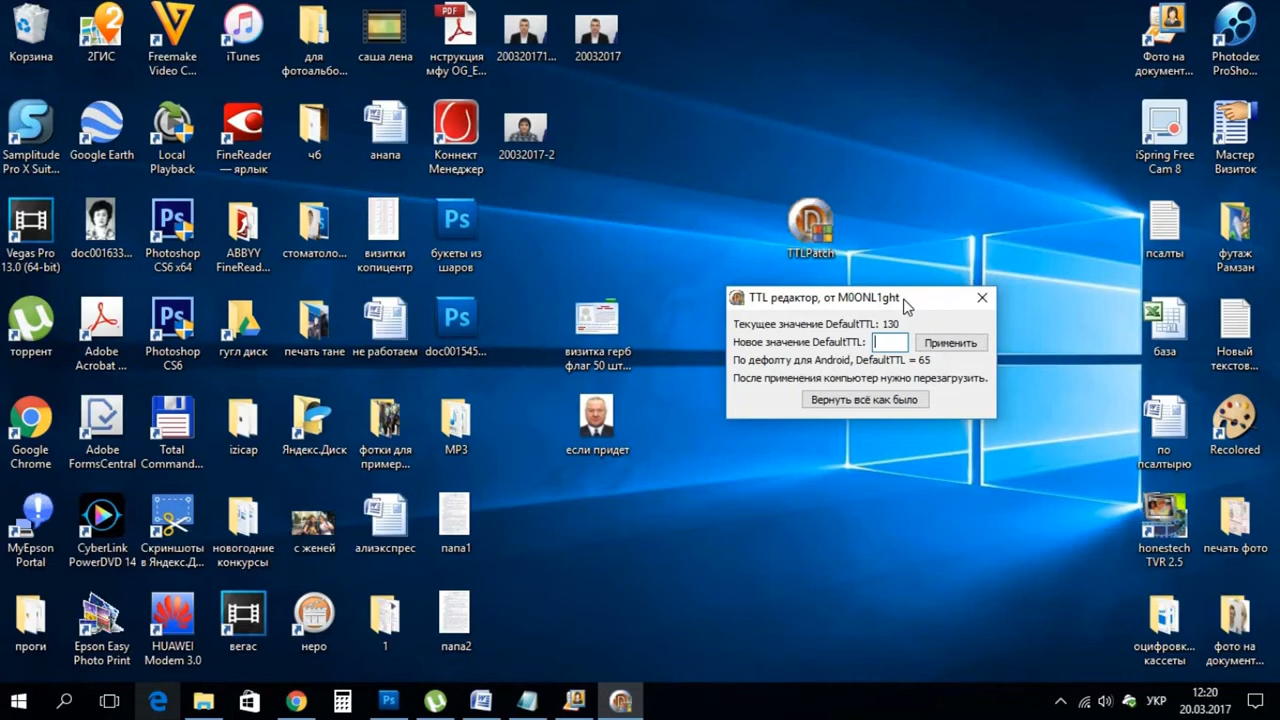 Корзина
2ГИС
Freemake
Video C...
iTunes
для
фотоальбо...
саша лена
PDF
нструкция
мфу OG_E...
200320171...
20032017
Фото на
документ...
Photodex
ProSho...
Samplitude
Pro X Suit...
Google Earth
Local
Playback
FineReader
— ярлык
чб
анапа
Коннект
Менеджер
20032017-2
iSpring Free
Cam 8
Мастер
Визиток
Vegas Pro
13.0 (64-bit)
doc001633...
Ps
Photoshop
CS6 x64
ABBYY
FineRead...
стоматоло...
визитки
копицентр
Ps
букеты из
шаров
TTLPatch
псалты
футаж
Рамзан
TTL редактор, от M0ONL1ght
Текущее значение DefaultTTL: 130
Новое значение DefaultTTL:
Применить
По дефолту для Android, DefaultTTL = 65
После применения компьютер нужно перезагрузить.
Вернуть всё как было
торрент
Adobe
Acrobat ...
Ps
Photoshop
CS6
гугл диск
печать тане
не работаем
Ps
doc001545...
визитка герб
флаг 50 шт...
база
Новый
текстов...
Google
Chrome
Adobe
FormsCentral
Total
Command...
izicap
Яндекс.Диск
фотки для
пример...
MP3
если придет
по
псалтырю
Recolored
MyEpson
Portal
CyberLink
PowerDVD 14
Скриншоты
в Яндекс.Д...
новогодние
конкурсы
с женей
алиэкспрес
папа1
honestech
TVR 2.5
печать фото
проги
Epson Easy
Photo Print
HUAWEI
Modem 3.0
вегас
неро
1
папа2
оцифровк...
кассеты
фото на
документ...
Ps
УКР
12:20
20.03.2017